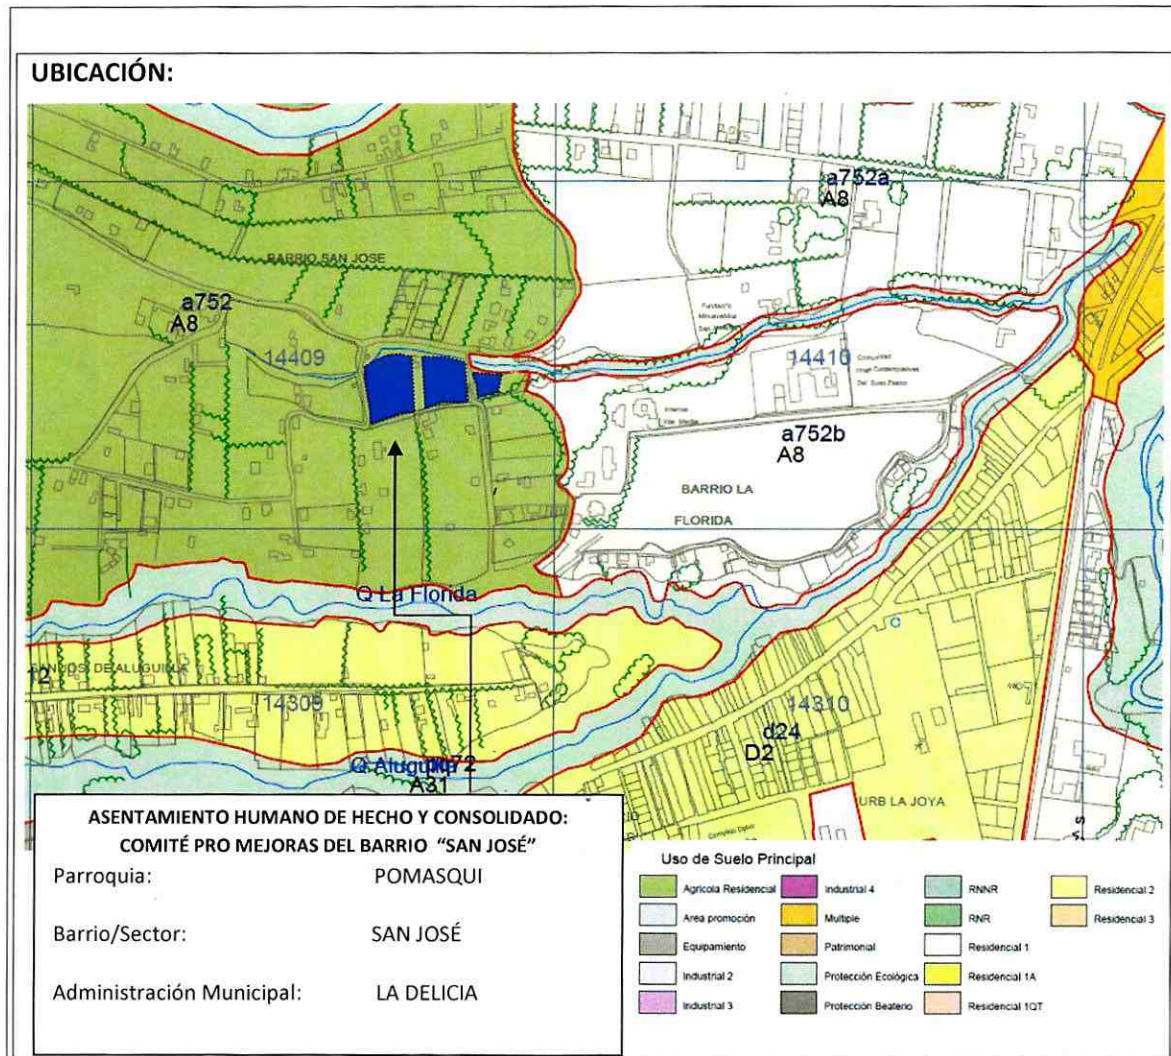 UBICACIÓN:
a752a
A8
BARRIO SAN JOSE
a752
A8
14409
14410
a752b
A8
BARRIO LA
FLORIDA
Q La Florida
12
14309
14310
d24
D2
A31
URB LA JOYA
ASENTAMIENTO HUMANO DE HECHO Y CONSOLIDADO:
COMITÉ PRO MEJORAS DEL BARRIO “SAN JOSÉ”
Parroquia: POMASQUI
Barrio/Sector: SAN JOSÉ
Administración Municipal: LA DELICIA
Uso de Suelo Principal
Agricola Residencial
Area promoción
Equipamiento
Industrial 2
Industrial 3
Industrial 4
Multiple
Patrimonial
Protección Ecológica
Protección Beaterio
RNNR
RNR
Residencial 1
Residencial 1A
Residencial 1QT
Residencial 2
Residencial 3